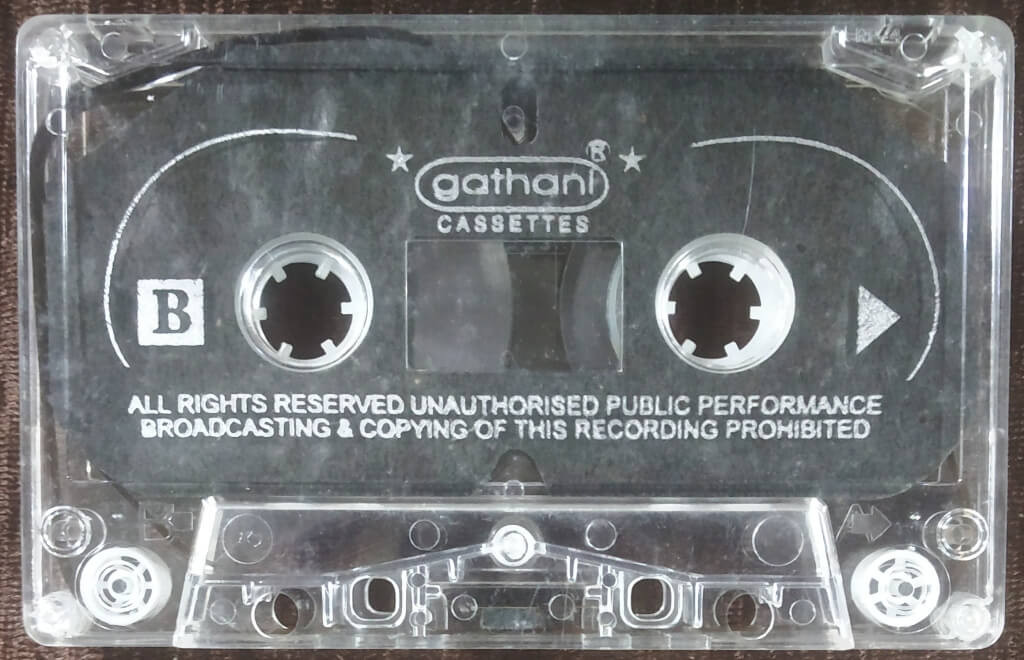 gathani ®
CASSETTES
B
ALL RIGHTS RESERVED UNAUTHORISED PUBLIC PERFORMANCE
BROADCASTING & COPYING OF THIS RECORDING PROHIBITED